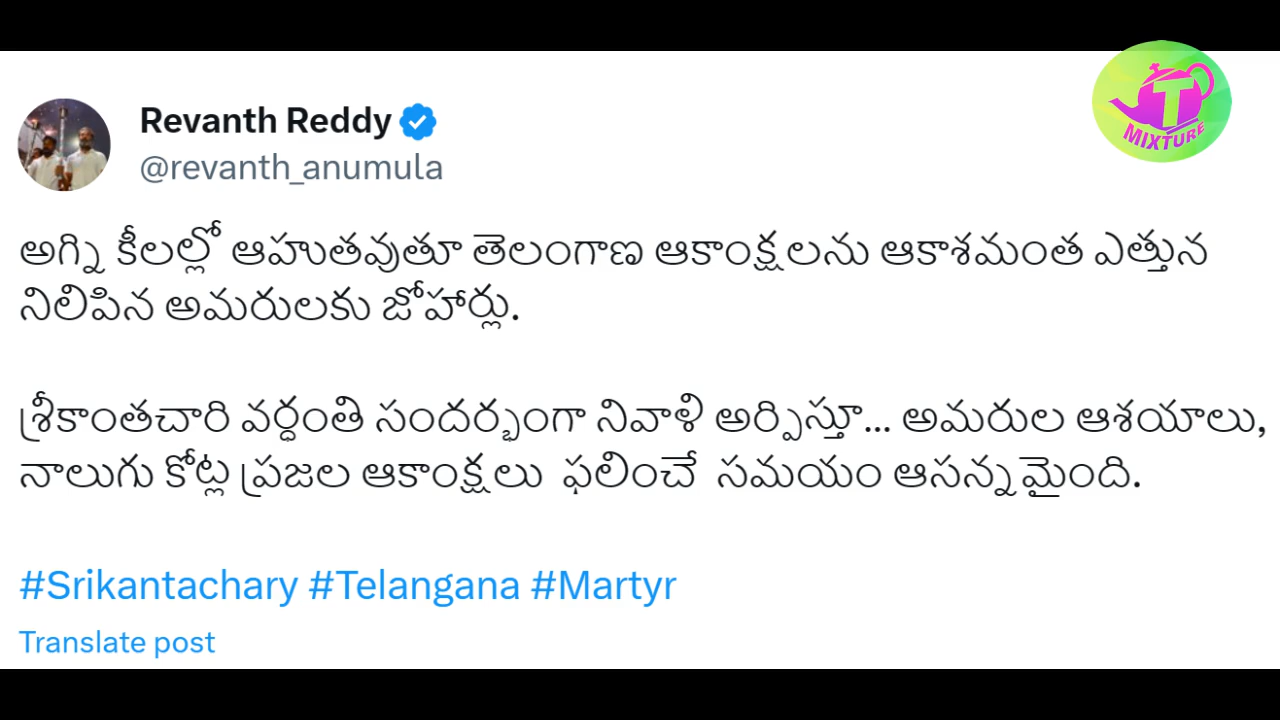 Revanth Reddy
@revanth_anumula
T
MIXTURE
అగ్ని కీలల్లో ఆహుతవుతూ తెలంగాణ ఆకాంక్షలను ఆకాశమంత ఎత్తున
నిలిపిన అమరులకు జోహార్లు.
శ్రీకాంతచారి వర్ధంతి సందర్భంగా నివాళి అర్పిస్తూ... అమరుల ఆశయాలు,
నాలుగు కోట్ల ప్రజల ఆకాంక్షలు ఫలించే సమయం ఆసన్నమైంది.
#Srikantachary #Telangana #Martyr
Translate post